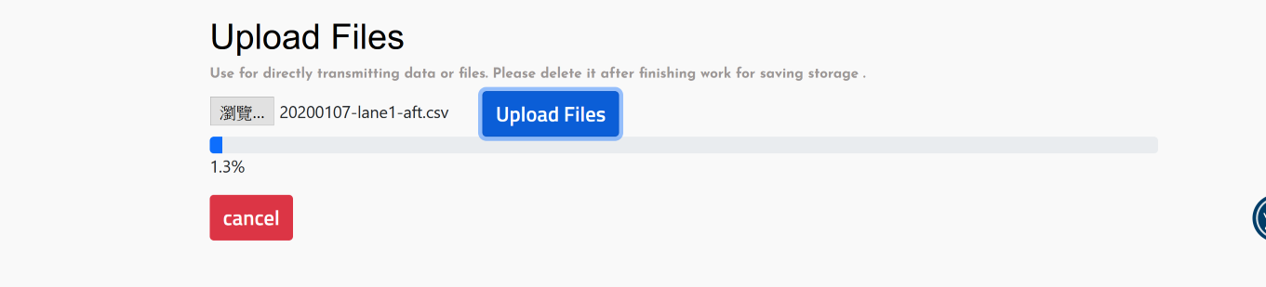 Upload Files
Use for directly transmitting data or files. Please delete it after finishing work for saving storage .
瀏覽... 20200107-lane1-aft.csv Upload Files
1.3%
cancel